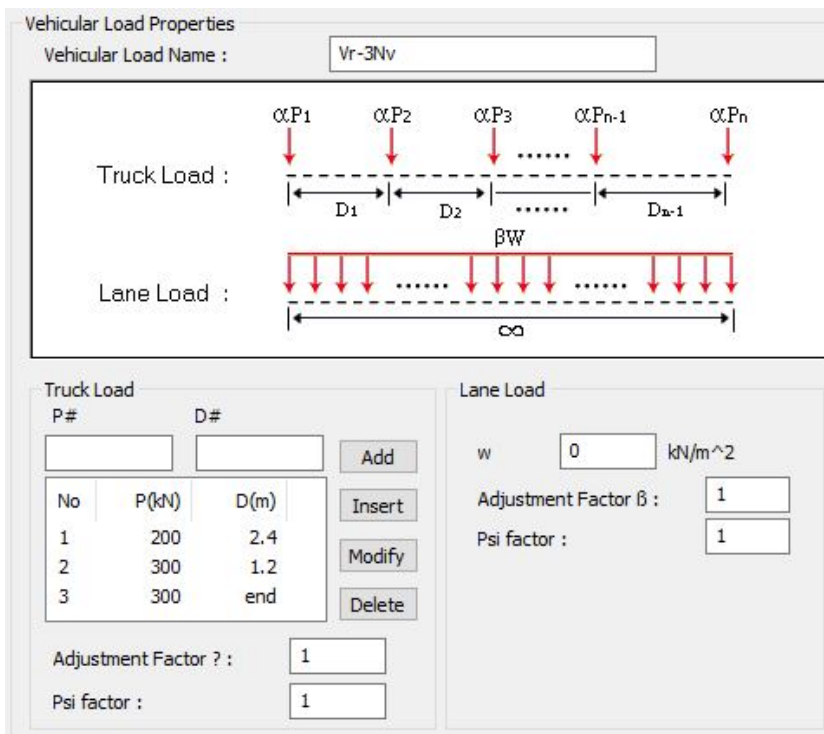 Vehicular Load Properties
Vehicular Load Name : Vr-3Nv
αP1 αP2 αP3 αPn-1 αPn
......
Truck Load :
D1 D2 ...... Dn-1
βW
Lane Load :
...... ......
∞
Truck Load
P# D#
Add
No P(kN) D(m)
Insert
1 200 2.4
2 300 1.2
Modify
3 300 end
Delete
Adjustment Factor ? : 1
Psi factor : 1
Lane Load
w 0 kN/m^2
Adjustment Factor ß : 1
Psi factor : 1